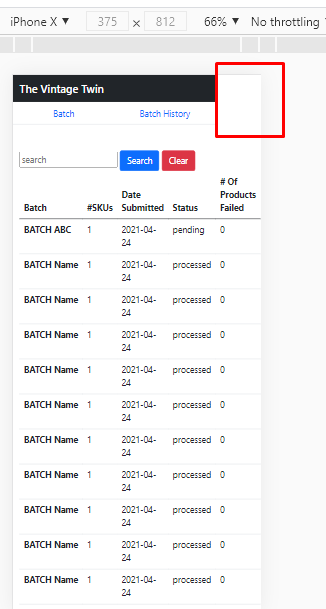 iPhone X ▼ 375 × 812 66% ▼ No throttling
The Vintage Twin
Batch Batch History
search Search Clear
# Of
Date Products
Batch #SKUs Submitted Status Failed
BATCH ABC 1 2021-04- pending 0
24
BATCH Name 1 2021-04- processed 0
24
BATCH Name 1 2021-04- processed 0
24
BATCH Name 1 2021-04- processed 0
24
BATCH Name 1 2021-04- processed 0
24
BATCH Name 1 2021-04- processed 0
24
BATCH Name 1 2021-04- processed 0
24
BATCH Name 1 2021-04- processed 0
24
BATCH Name 1 2021-04- processed 0
24
BATCH Name 1 2021-04- processed 0
24
BATCH Name 1 2021-04- processed 0
24